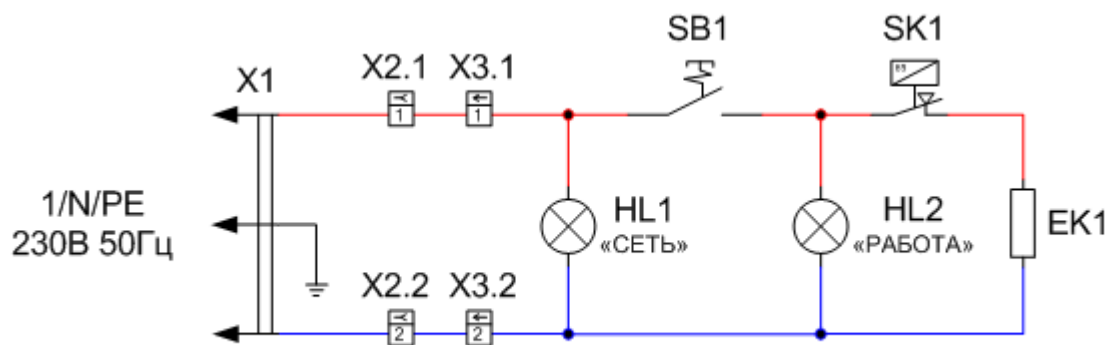 SB1
SK1
X1
X2.1
X3.1
1
1
1/N/PE
230В 50Гц
HL1
«СЕТЬ»
HL2
«РАБОТА»
EK1
X2.2
X3.2
2
2